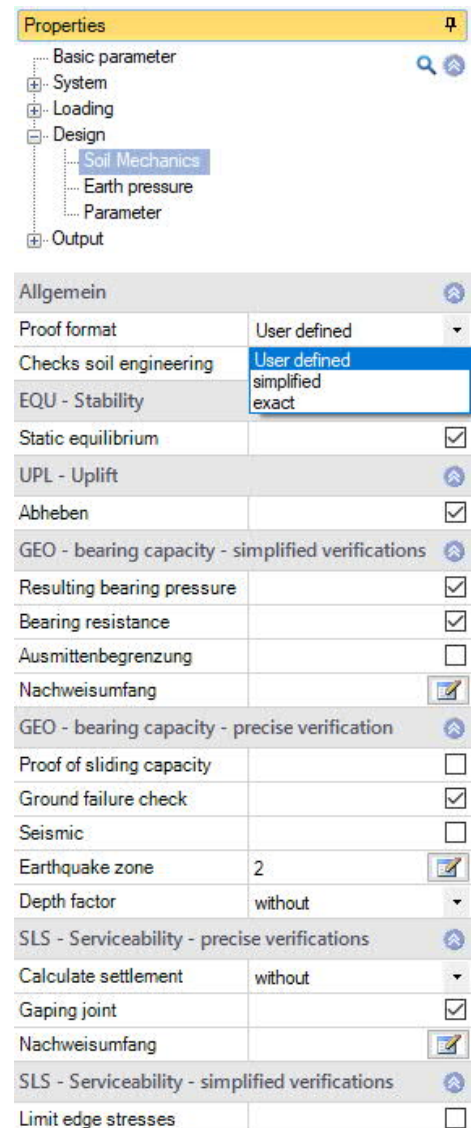 Properties
Basic parameter
System
Loading
Design
Soil Mechanics
Earth pressure
Parameter
Output
Allgemein
Proof format User defined
Checks soil engineering User defined
simplified
EQU - Stability exact
Static equilibrium
UPL - Uplift
Abheben
GEO - bearing capacity - simplified verifications
Resulting bearing pressure
Bearing resistance
Ausmittenbegrenzung
Nachweisumfang
GEO - bearing capacity - precise verification
Proof of sliding capacity
Ground failure check
Seismic
Earthquake zone 2
Depth factor without
SLS - Serviceability - precise verifications
Calculate settlement without
Gaping joint
Nachweisumfang
SLS - Serviceability - simplified verifications
Limit edge stresses